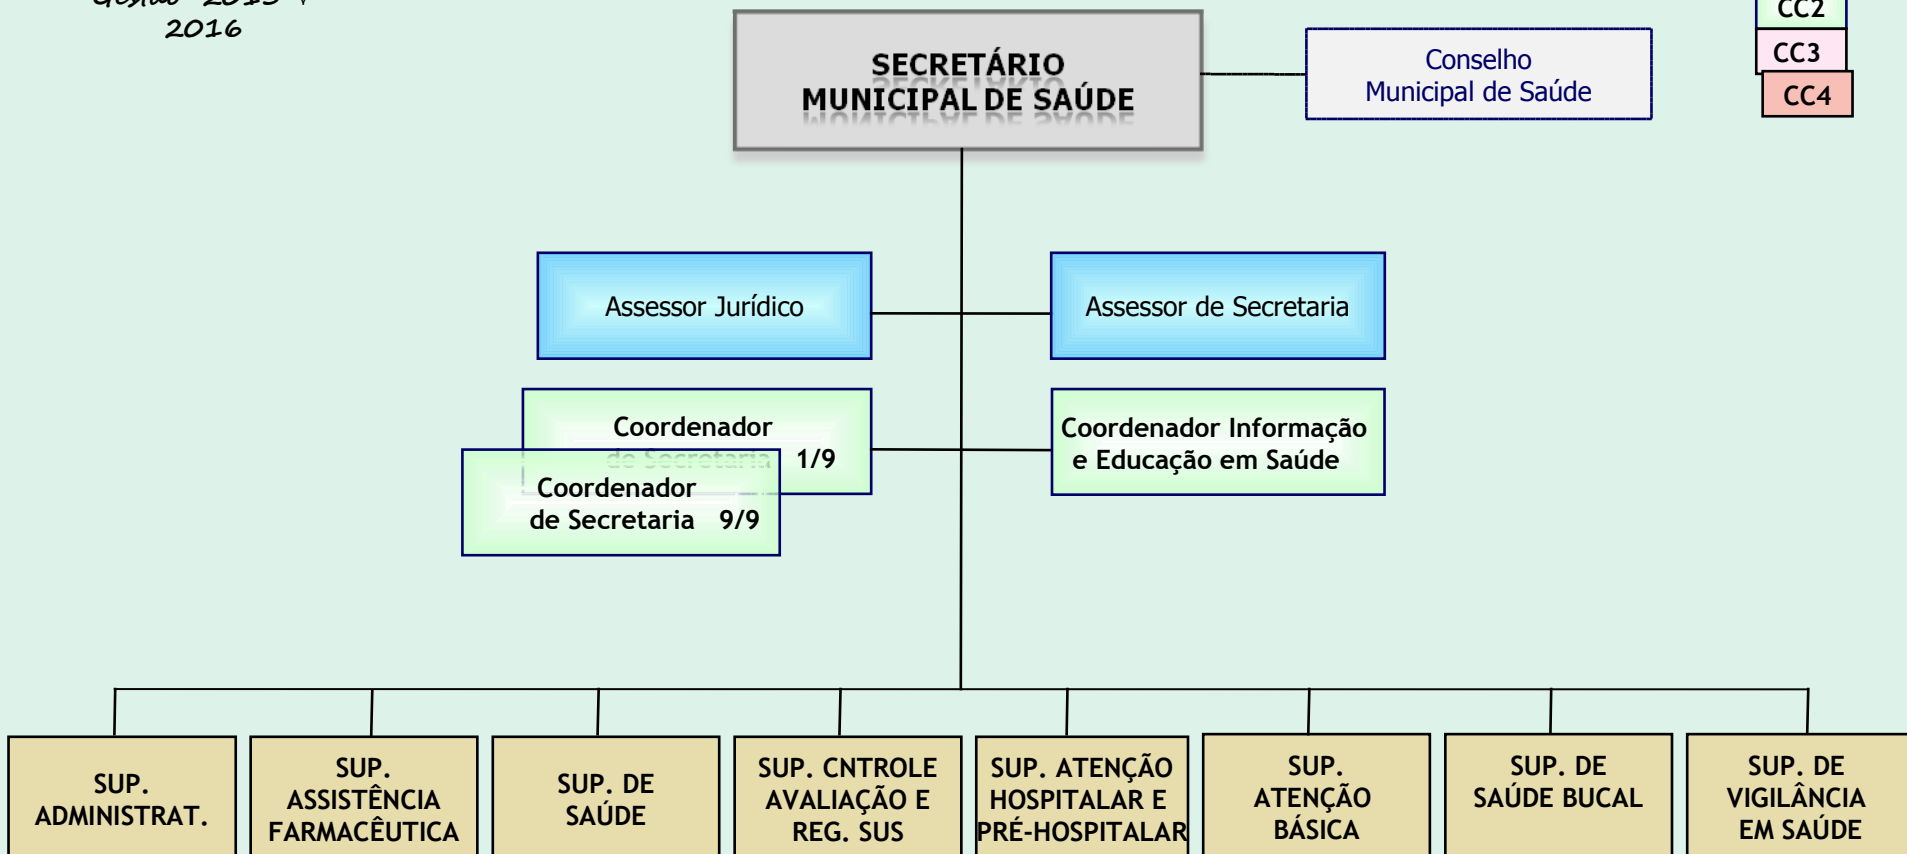 2016
CC2
CC3
CC4
SECRETÁRIO
MUNICIPAL DE SAÚDE
Conselho
Municipal de Saúde
Assessor Jurídico
Assessor de Secretaria
Coordenador
de Secretaria 1/9
Coordenador
de Secretaria 9/9
Coordenador Informação
e Educação em Saúde
SUP.
ADMINISTRAT.
SUP.
ASSISTÊNCIA
FARMACÊUTICA
SUP. DE
SAÚDE
SUP. CNTROLE
AVALIAÇÃO E
REG. SUS
SUP. ATENÇÃO
HOSPITALAR E
PRÉ-HOSPITALAR
SUP.
ATENÇÃO
BÁSICA
SUP. DE
SAÚDE BUCAL
SUP. DE
VIGILÂNCIA
EM SAÚDE